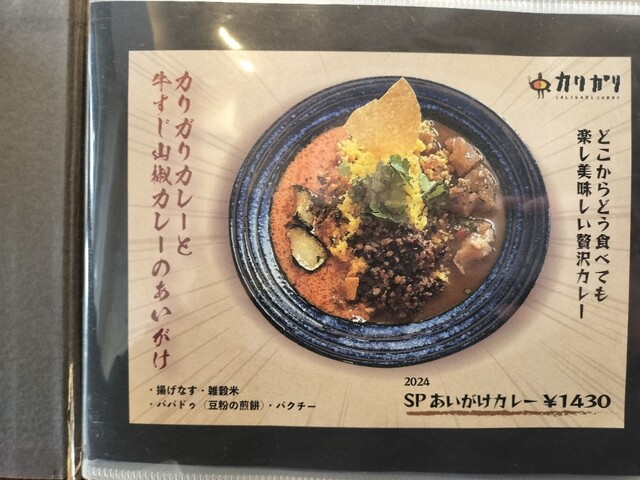 カリガリ
CALIGARI CURRY
どこからどう食べても
楽し美味しい贅沢カレー
カリガリカレーと
牛すじ山椒カレーのあいがけ
・揚げなす・雑穀米
・パパドゥ（豆粉の煎餅）・パクチー
2024
SPあいがけカレー ¥1430